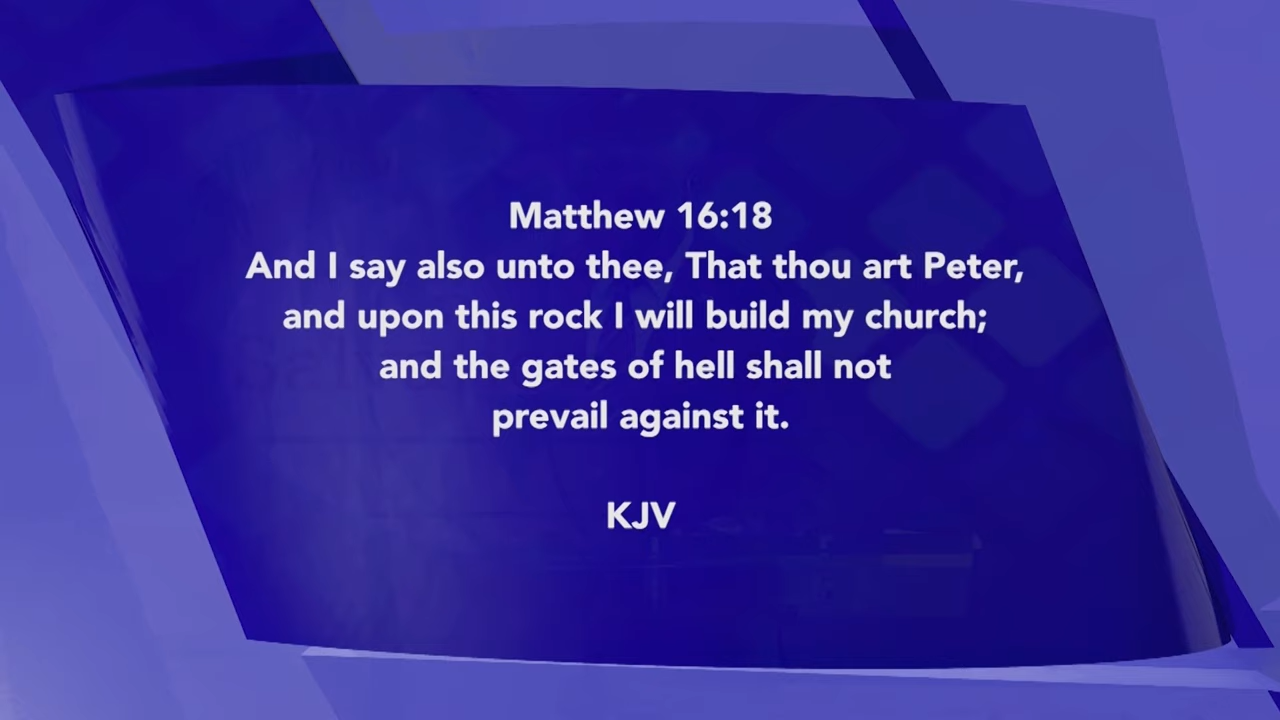 Matthew 16:18
And I say also unto thee, That thou art Peter,
and upon this rock I will build my church;
and the gates of hell shall not
prevail against it.
KJV